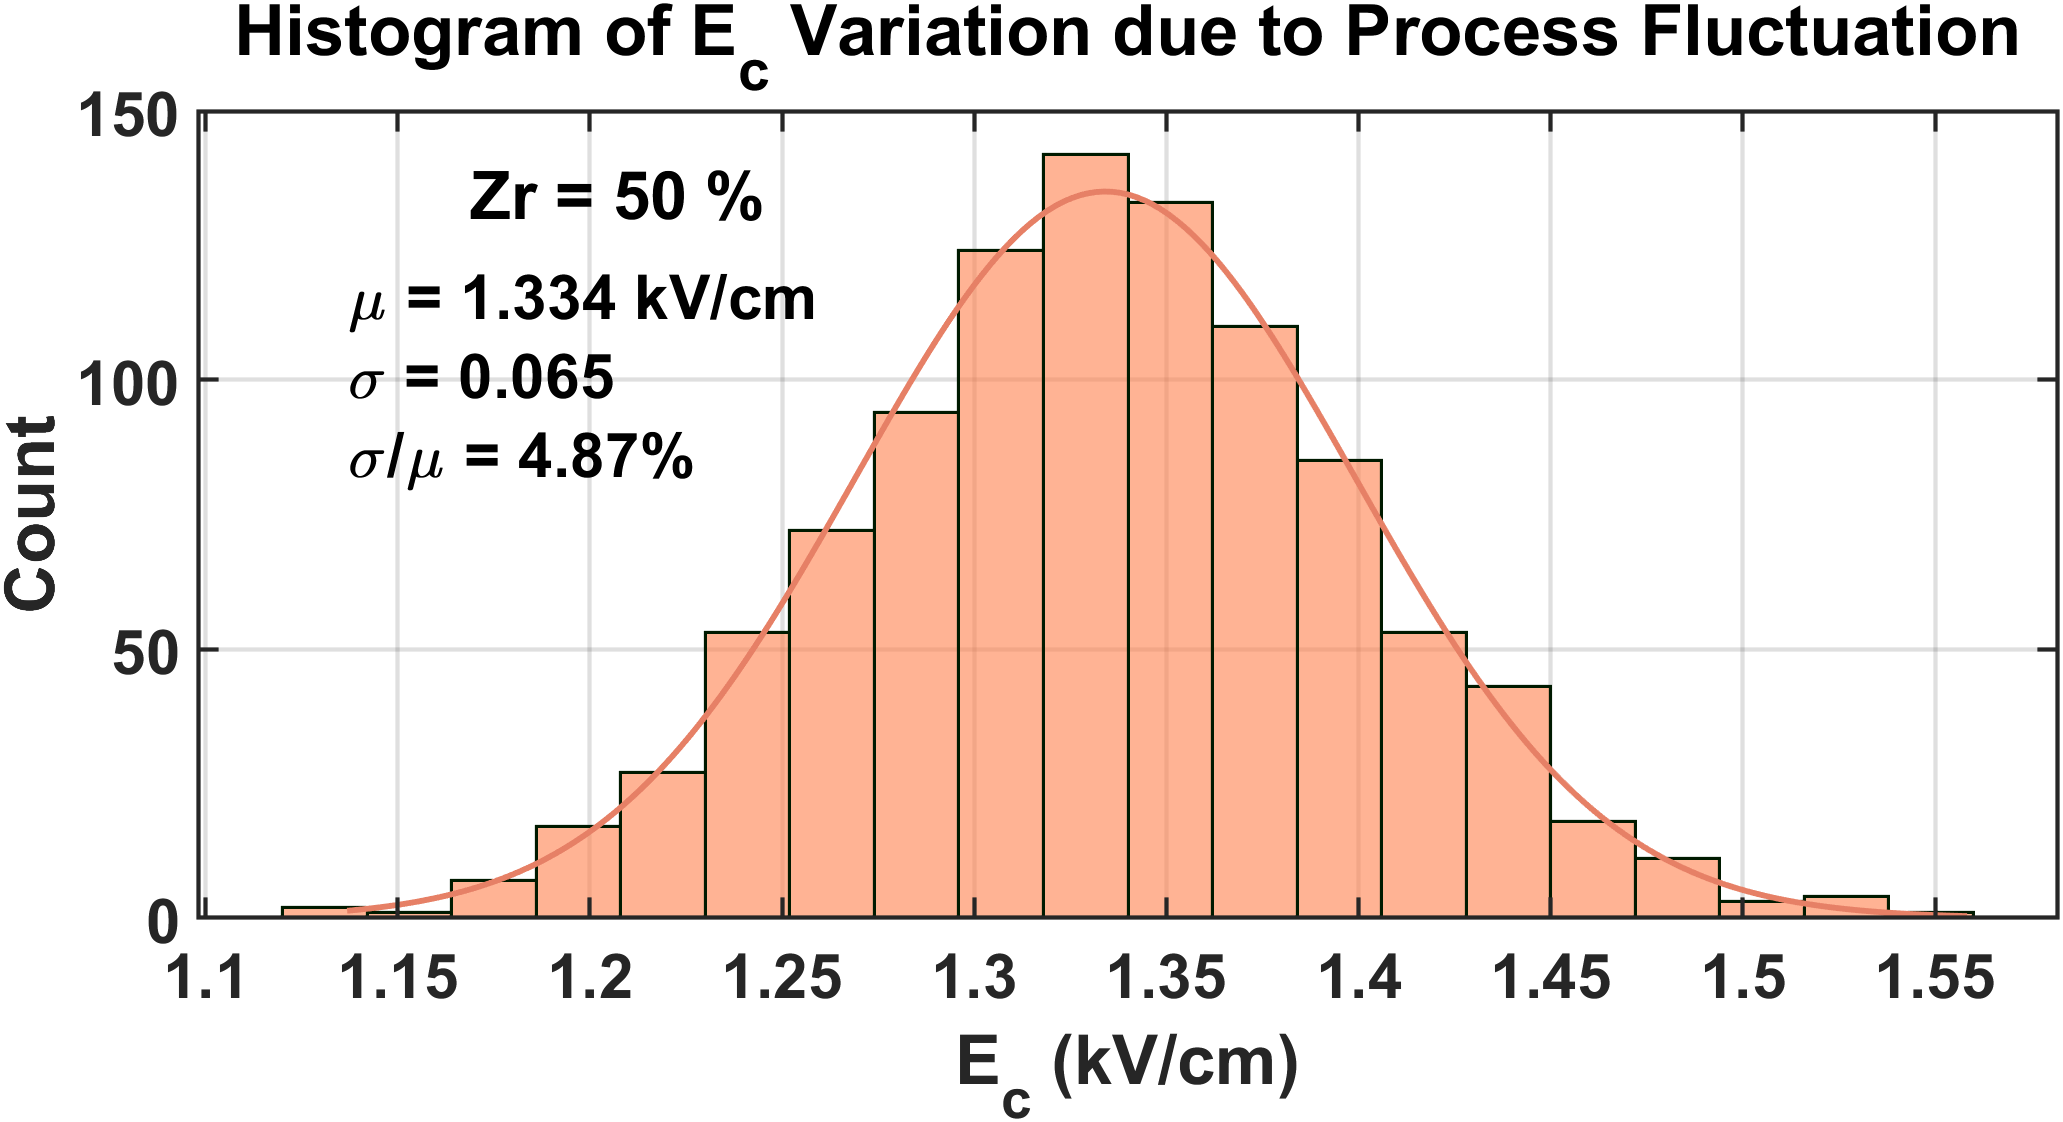 Histogram of Ec Variation due to Process Fluctuation
150
100
50
0
Count
Zr = 50 %
μ = 1.334 kV/cm
σ = 0.065
σ/μ = 4.87%
1.1 1.15 1.2 1.25 1.3 1.35 1.4 1.45 1.5 1.55
Ec (kV/cm)